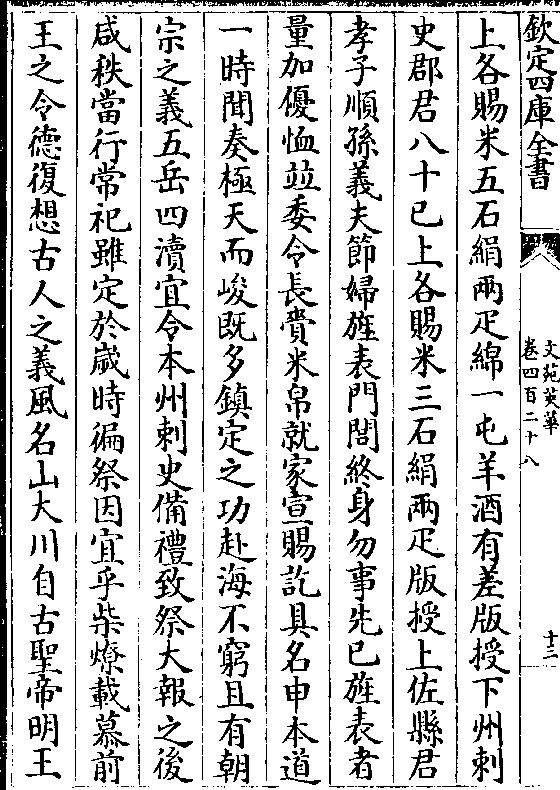 欽定四庫全書
文苑英華
卷四百二十八
十三
上各賜米五石絹兩疋綿一屯羊酒有差版授下州刺
史郡君八十已上各賜米三石絹兩疋版授上佐縣君
孝子順孫義夫節婦旌表門閭終身勿事先已旌表者
量加優恤竝委令長賫米帛就家宣賜訖具名申本道
一時聞奏極天而峻既多鎮定之功赴海不窮且有朝
宗之義五岳四瀆宜令本州刺史備禮致祭大報之後
咸秩當行常祀雖定於歲時徧祭因宜乎柴燎載慕前
王之令德復想古人之義風名山大川自古聖帝明王